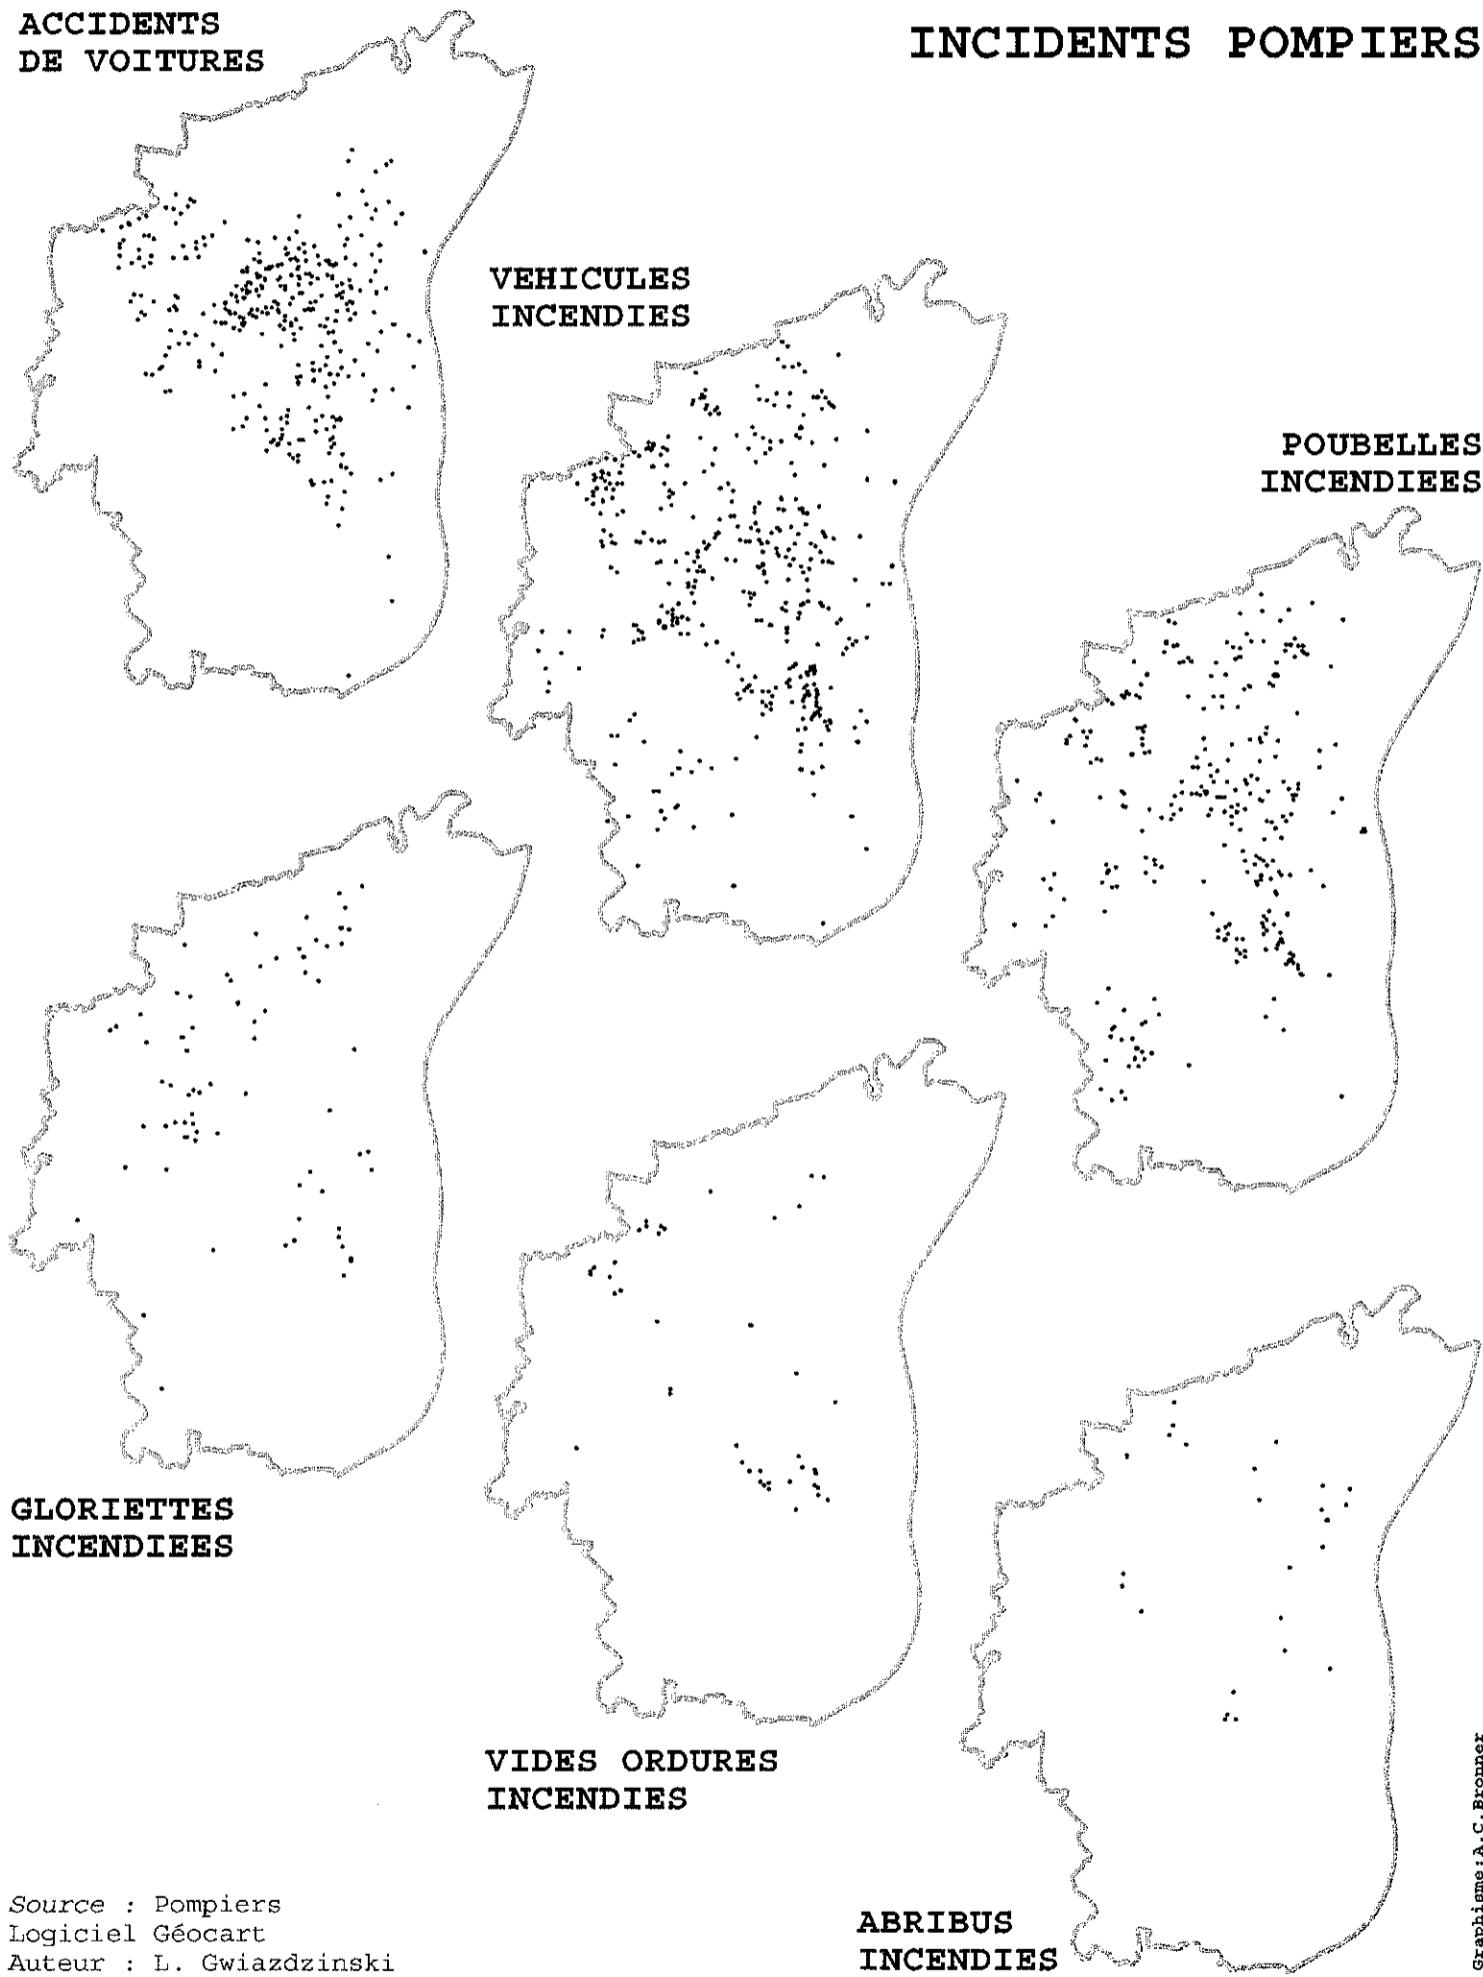 ACCIDENTS
DE VOITURES
INCIDENTS POMPIERS
VEHICULES
INCENDIES
POUBELLES
INCENDIEES
GLORIETTES
INCENDIEES
VIDES ORDURES
INCENDIES
ABRIBUS
INCENDIES
Source : Pompiers
Logiciel Géocart
Auteur : L. Gwiazdzinski
Graphisme:A.C.Bronner